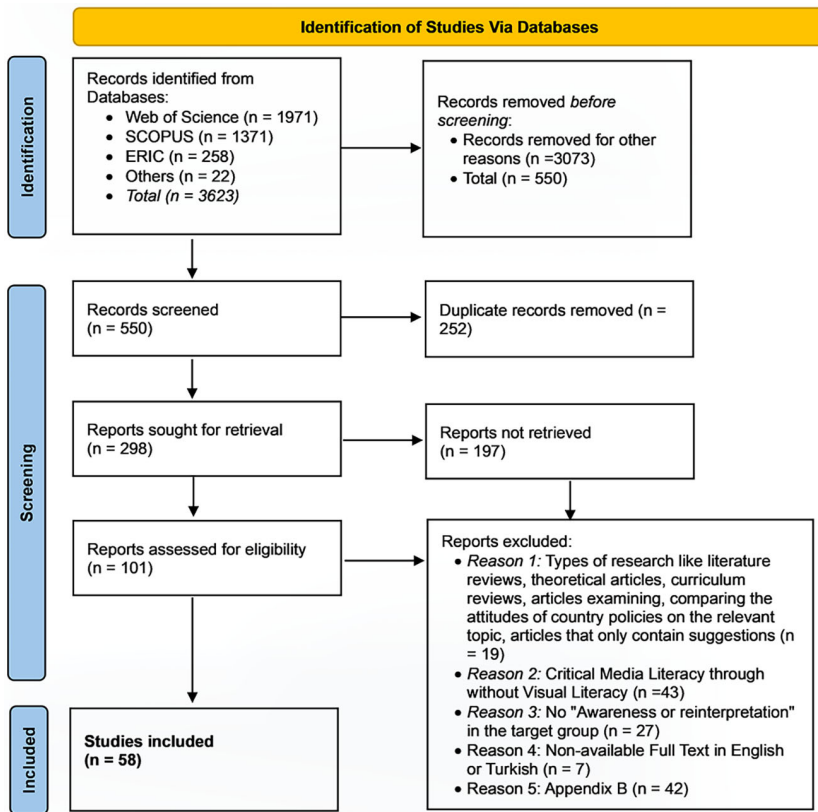 Identification of Studies Via Databases
Identification
Records identified from
Databases:
• Web of Science (n = 1971)
• SCOPUS (n = 1371)
• ERIC (n = 258)
• Others (n = 22)
• Total (n = 3623)
Records removed before
screening:
• Records removed for other
reasons (n =3073)
• Total (n = 550)
Screening
Records screened
(n = 550)
Duplicate records removed (n =
252)
Reports sought for retrieval
(n = 298)
Reports not retrieved
(n = 197)
Reports assessed for eligibility
(n = 101)
Reports excluded:
• Reason 1: Types of research like literature
reviews, theoretical articles, curriculum
reviews, articles examining, comparing the
attitudes of country policies on the relevant
topic, articles that only contain suggestions (n
= 19)
• Reason 2: Critical Media Literacy through
without Visual Literacy (n =43)
• Reason 3: No "Awareness or reinterpretation"
in the target group (n = 27)
• Reason 4: Non-available Full Text in English
or Turkish (n = 7)
• Reason 5: Appendix B (n = 42)
Included
Studies included
(n = 58)